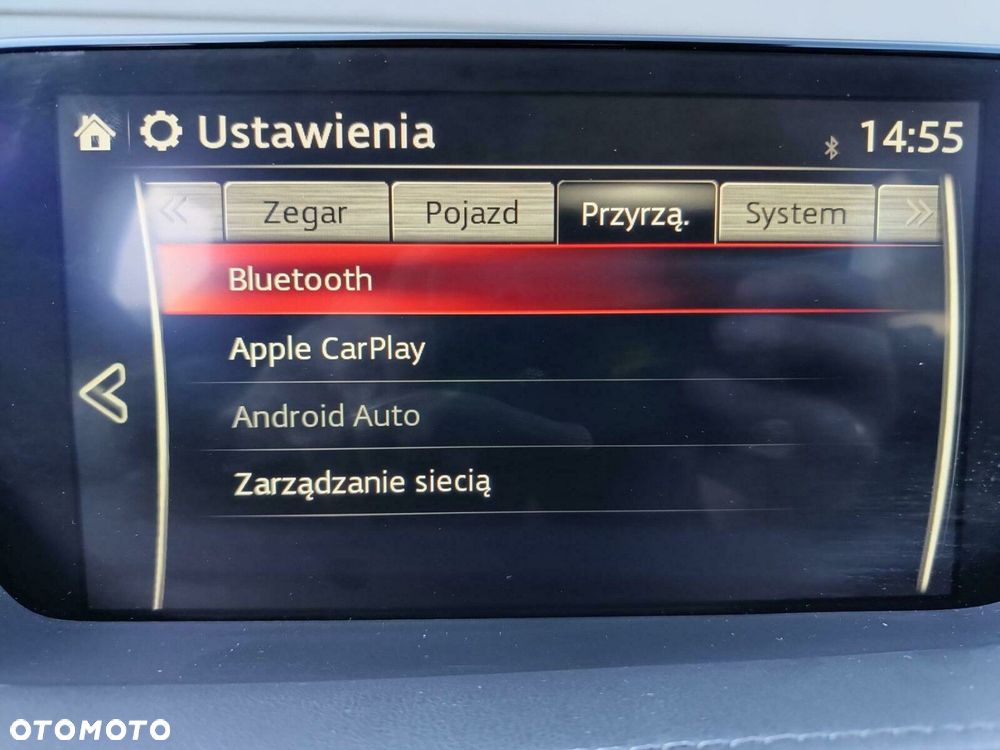 Ustawienia
14:55
Zegar Pojazd Przyrzą. System
Bluetooth
Apple CarPlay
Android Auto
Zarządzanie siecią
OTOMOTO